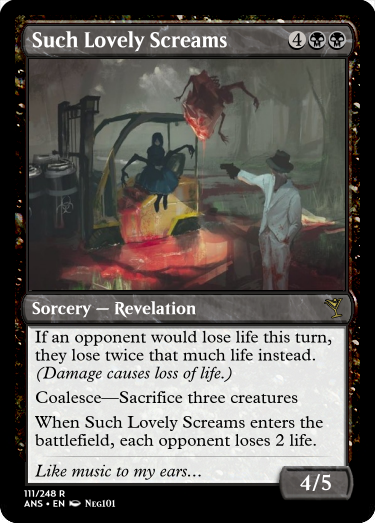 Such Lovely Screams 4
Sorcery — Revelation
If an opponent would lose life this turn,
they lose twice that much life instead.
(Damage causes loss of life.)
Coalesce—Sacrifice three creatures
When Such Lovely Screams enters the
battlefield, each opponent loses 2 life.
Like music to my ears…
4/5
111/248 R
ANS • EN Neg101